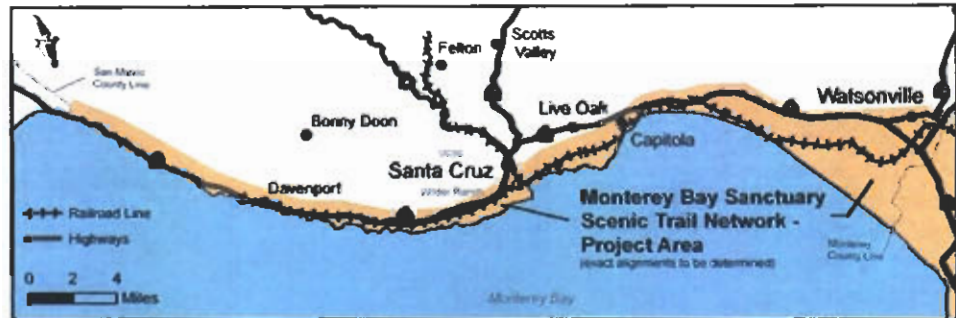 San Mateo
County Line
Felton
Scotts
Valley
Bonny Doon
Live Oak
Watsonville
UCSC
Santa Cruz
Capitola
Davenport
Wilder Ranch
Railroad Line
Highways
Monterey Bay Sanctuary
Scenic Trail Network -
Project Area
(exact alignments to be determined)
Monterey
County Line
0 2 4
Miles
Monterey Bay